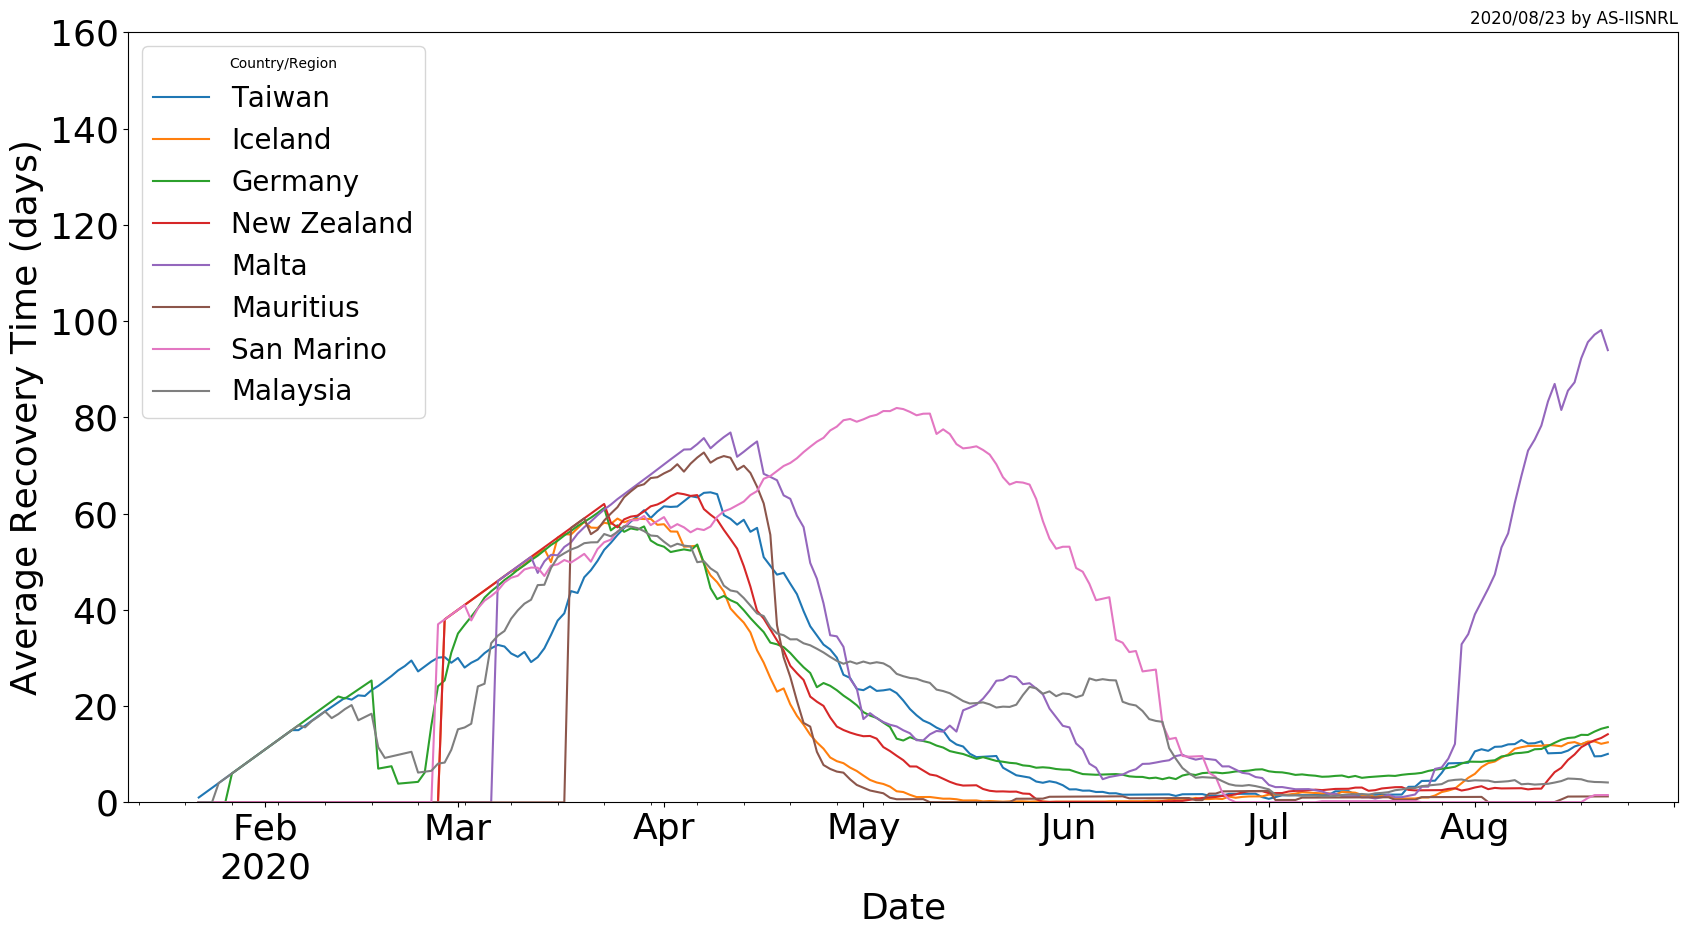 2020/08/23 by AS-IISNRL
160
140
120
100
80
60
40
20
0
Average Recovery Time (days)
Country/Region
Taiwan
Iceland
Germany
New Zealand
Malta
Mauritius
San Marino
Malaysia
Feb Mar Apr May Jun Jul Aug
2020
Date